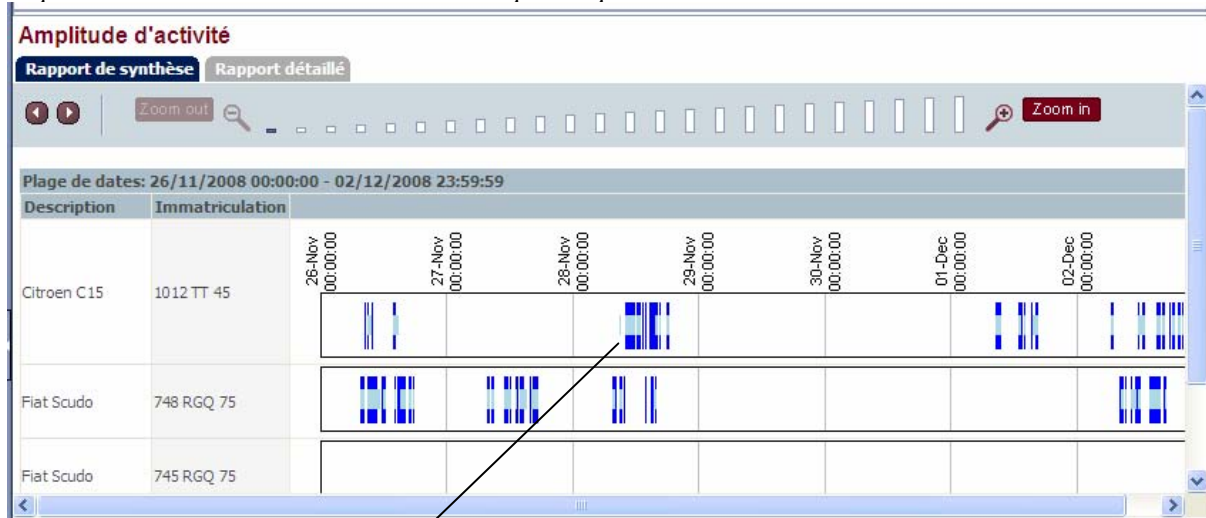 Amplitude d'activité
Rapport de synthèse Rapport détaillé
Zoom out Zoom in
Plage de dates: 26/11/2008 00:00:00 - 02/12/2008 23:59:59
Description Immatriculation
26-Nov 00:00:00
27-Nov 00:00:00
28-Nov 00:00:00
29-Nov 00:00:00
30-Nov 00:00:00
01-Dec 00:00:00
02-Dec 00:00:00
Citroen C15 1012 TT 45
Fiat Scudo 748 RGQ 75
Fiat Scudo 745 RGQ 75